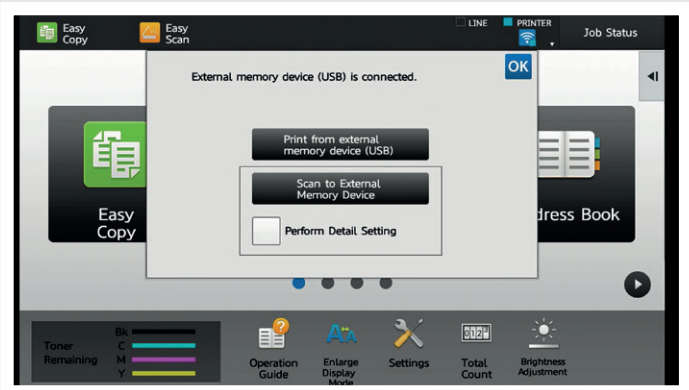 Easy
Copy
Easy
Scan
LINE
PRINTER
Job Status
External memory device (USB) is connected.
OK
Print from external
memory device (USB)
Scan to External
Memory Device
Perform Detail Setting
Easy
Copy
dress Book
Toner
Remaining
Bk
C
M
Y
Operation
Guide
Enlarge
Display
Mode
Settings
Total
Count
Brightness
Adjustment